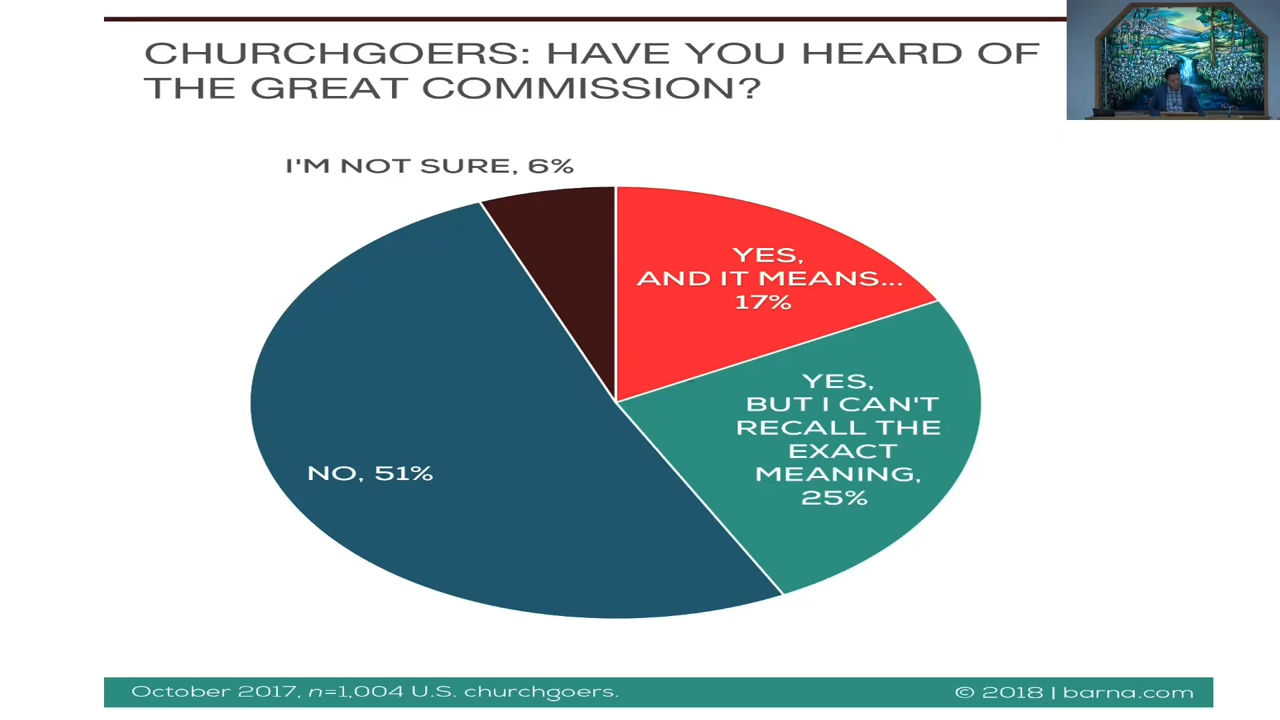 CHURCHGOERS: HAVE YOU HEARD OF
THE GREAT COMMISSION?
I'M NOT SURE, 6%
YES,
AND IT MEANS...
17%
YES,
BUT I CAN'T
RECALL THE
EXACT
MEANING,
25%
NO, 51%
October 2017, n=1,004 U.S. churchgoers.
© 2018 | barna.com